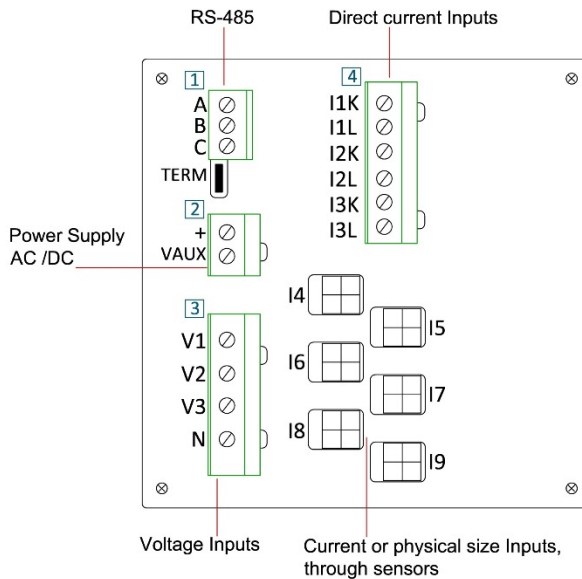 RS-485
Direct current Inputs
1
A
B
C
TERM
4
I1K
I1L
I2K
I2L
I3K
I3L
2
+
VAUX
Power Supply
AC /DC
3
V1
V2
V3
N
I4
I5
I6
I7
I8
I9
Voltage Inputs
Current or physical size Inputs,
through sensors